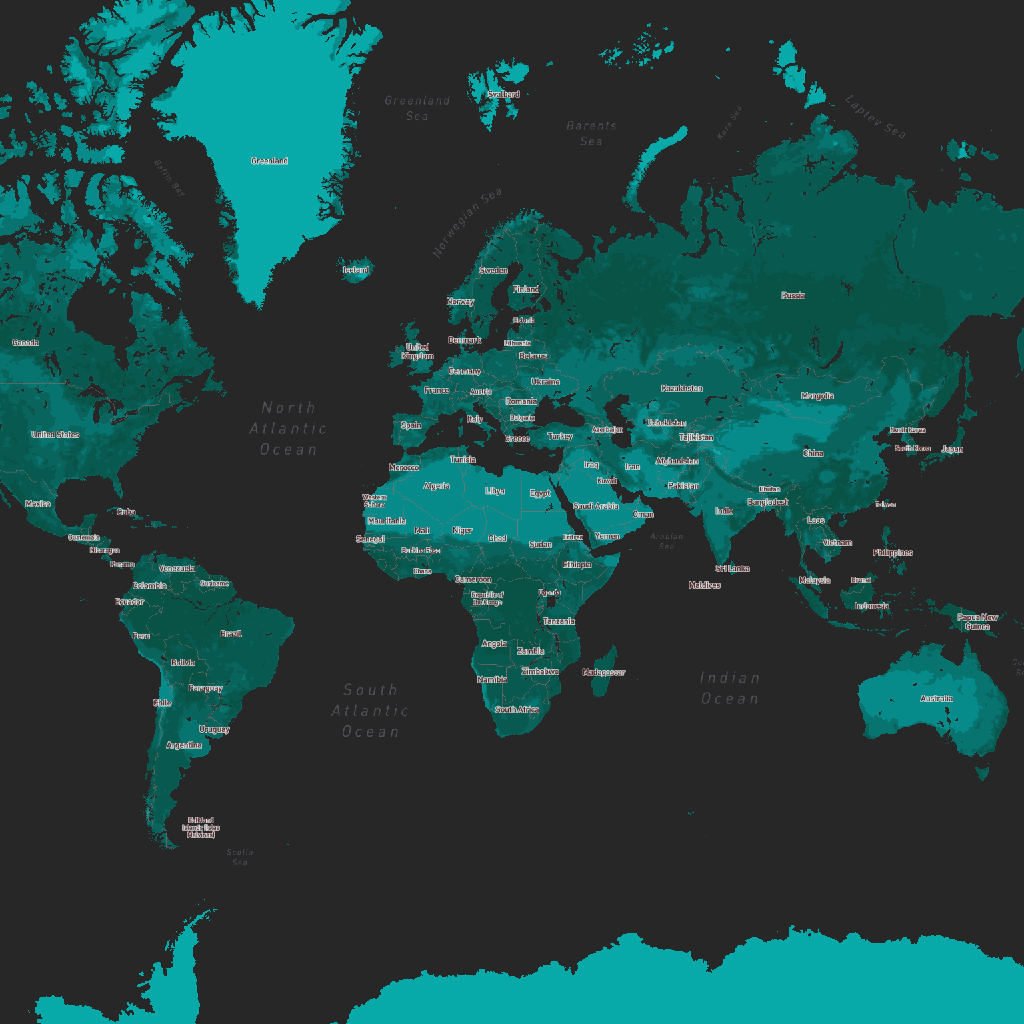 Svalbard
Greenland
Sea
Barents
Sea
Kara Sea
Laptev Sea
Greenland
Baffin Bay
Norwegian Sea
Iceland
Sweden
Finland
Norway
Russia
Estonia
Canada
Denmark
Lithuania
United
Kingdom
Belarus
Germany
Ukraine
France
Austria
Kazakhstan
Mongolia
Romania
North
Atlantic
Ocean
Italy
Bulgaria
Spain
Uzbekistan
Azerbaijan
North Korea
United States
Greece
Turkey
Tajikistan
South Korea
Japan
China
Tunisia
Morocco
Iraq
Iran
Afghanistan
Algeria
Libya
Egypt
Kuwait
Pakistan
Bhutan
Western
Sahara
Mexico
Saudi Arabia
Bangladesh
Taiwan
Cuba
India
Oman
Mauritania
Laos
Mali
Niger
Chad
Sudan
Eritrea
Yemen
Arabian
Sea
Guatemala
Senegal
Vietnam
Nicaragua
Burkina Faso
Philippines
Panama
Venezuela
Ethiopia
Ghana
Sri Lanka
Colombia
Suriname
Cameroon
Maldives
Malaysia
Brunei
Ecuador
Republic of
the Congo
Uganda
Indonesia
Peru
Brazil
Tanzania
Papua New
Guinea
Angola
Zambia
Bolivia
Namibia
Zimbabwe
Madagascar
Indian
Ocean
Paraguay
South
Atlantic
Ocean
Chile
South Africa
Australia
Uruguay
Argentina
Falkland
Islands (Islas
Malvinas)
Scotia
Sea